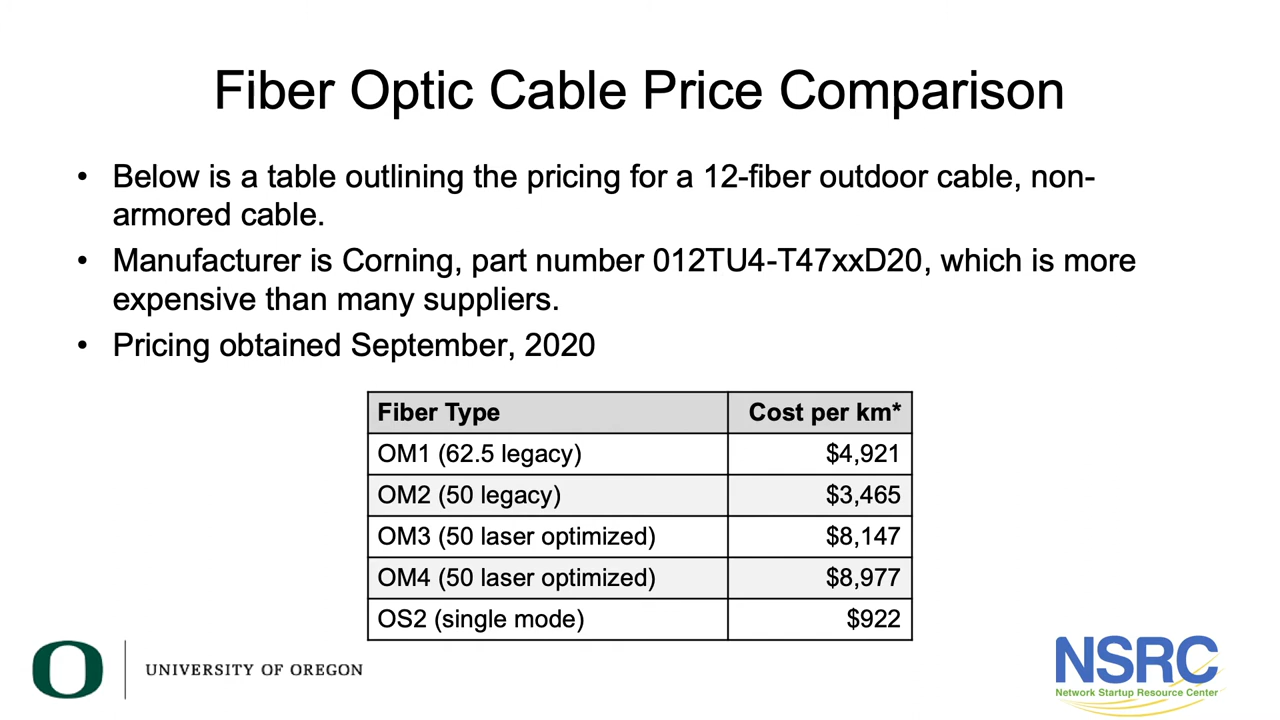 Fiber Optic Cable Price Comparison
• Below is a table outlining the pricing for a 12-fiber outdoor cable, non-
armored cable.
• Manufacturer is Corning, part number 012TU4-T47xxD20, which is more
expensive than many suppliers.
• Pricing obtained September, 2020
Fiber Type Cost per km*
OM1 (62.5 legacy) $4,921
OM2 (50 legacy) $3,465
OM3 (50 laser optimized) $8,147
OM4 (50 laser optimized) $8,977
OS2 (single mode) $922
O UNIVERSITY OF OREGON
NSRC
Network Startup Resource Center